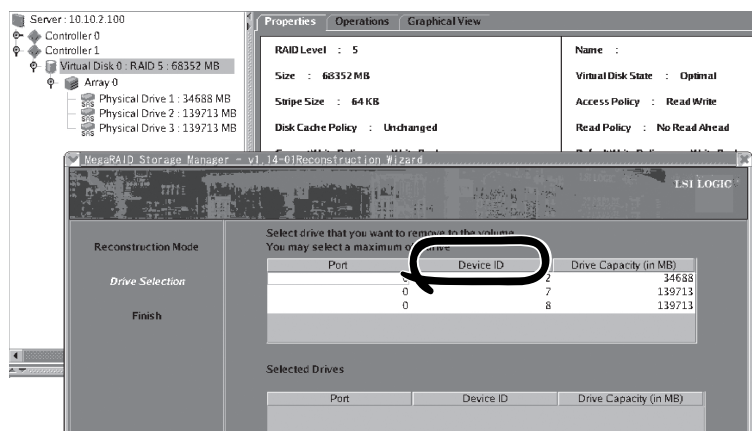 Server : 10.10.2.100
Controller 0
Controller 1
Virtual Disk 0 : RAID 5 : 68352 MB
Array 0
Physical Drive 1 : 34688 MB
Physical Drive 2 : 139713 MB
Physical Drive 3 : 139713 MB
SAS
SAS
SAS
Properties Operations Graphical View
RAID Level : 5 Name :
Size : 68352 MB Virtual Disk State : Optimal
Stripe Size : 64 KB Access Policy : Read Write
Disk Cache Policy : Unchanged Read Policy : No Read Ahead
MegaRAID Storage Manager - v1.14-01Reconstruction Wizard
LSI LOGIC
Reconstruction Mode
Drive Selection
Finish
Select drive that you want to remove to the volume
You may select a maximum drive
Port Device ID Drive Capacity (in MB)
0 2 34688
0 7 139713
0 8 139713
Selected Drives
Port Device ID Drive Capacity (in MB)